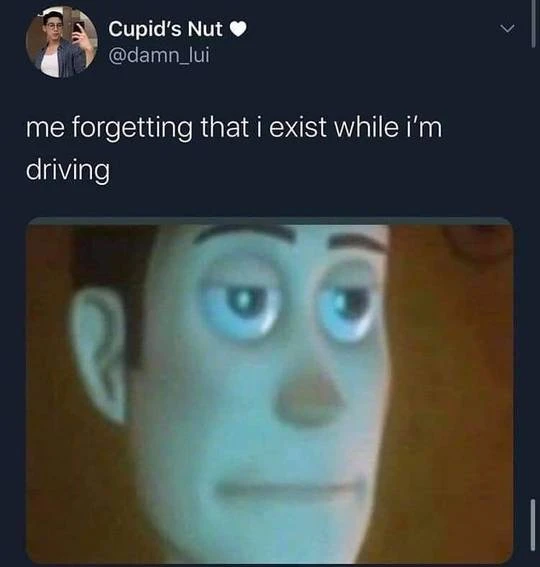 Cupid's Nut 🤍
@damn_lui
me forgetting that i exist while i'm
driving